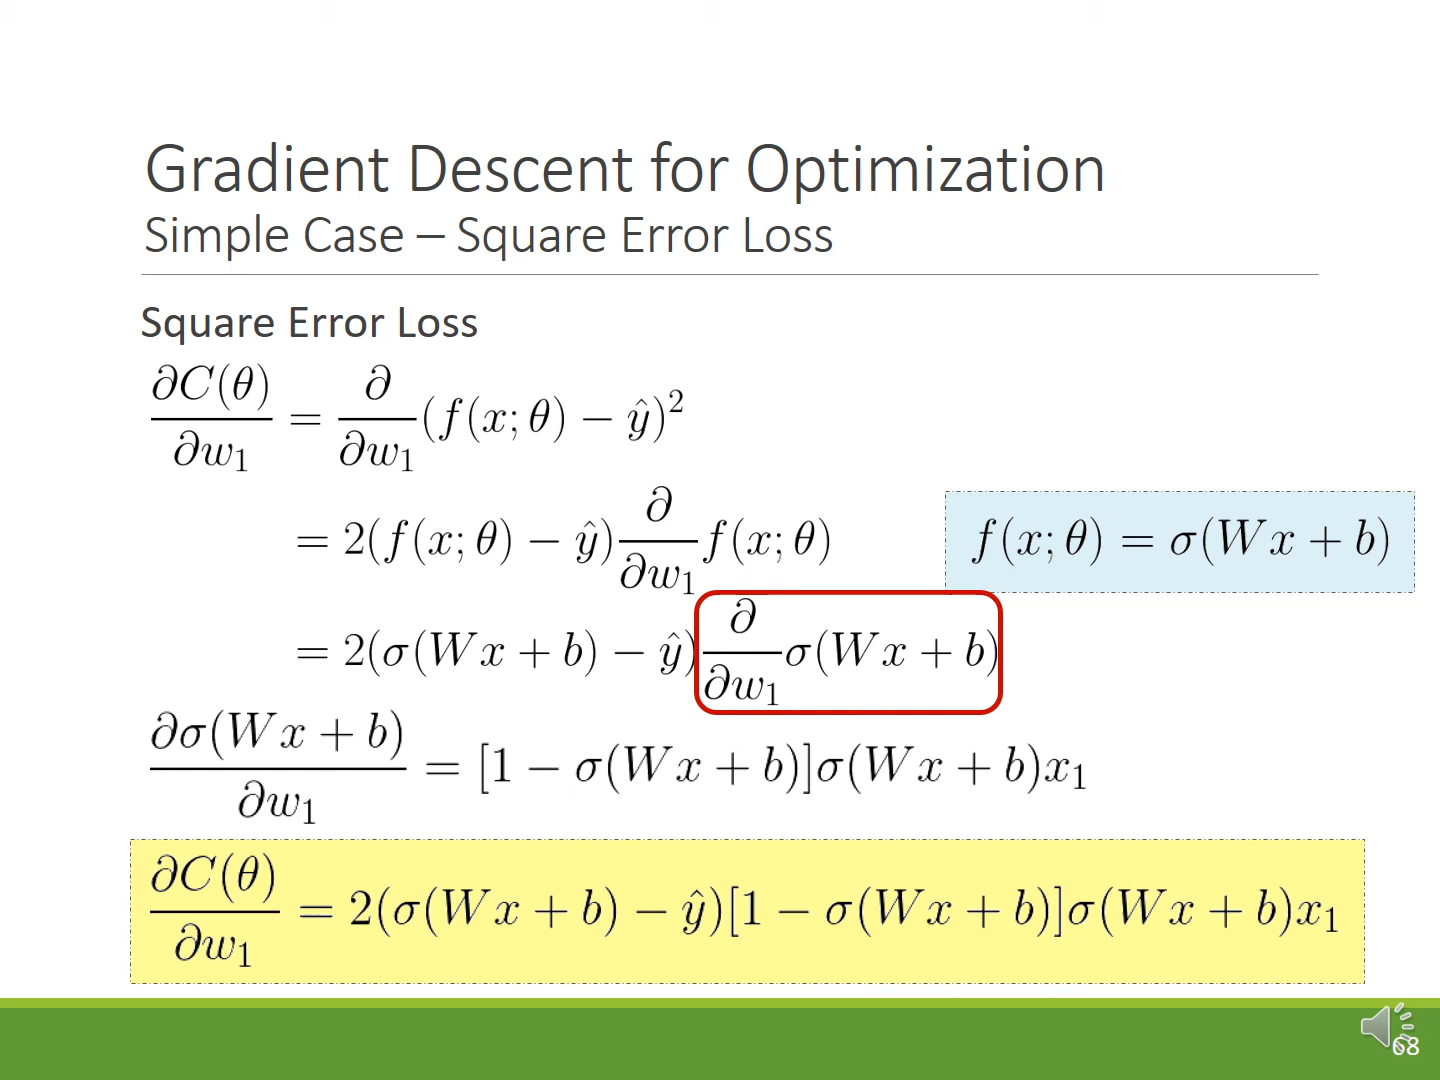 Gradient Descent for Optimization
Simple Case – Square Error Loss
Square Error Loss
∂C(θ)/∂w₁ = ∂/∂w₁ (f(x; θ) − ŷ)²
= 2(f(x; θ) − ŷ) ∂/∂w₁ f(x; θ)
f(x; θ) = σ(Wx + b)
= 2(σ(Wx + b) − ŷ) ∂/∂w₁ σ(Wx + b)
∂σ(Wx + b)/∂w₁ = [1 − σ(Wx + b)]σ(Wx + b)x₁
∂C(θ)/∂w₁ = 2(σ(Wx + b) − ŷ)[1 − σ(Wx + b)]σ(Wx + b)x₁
68